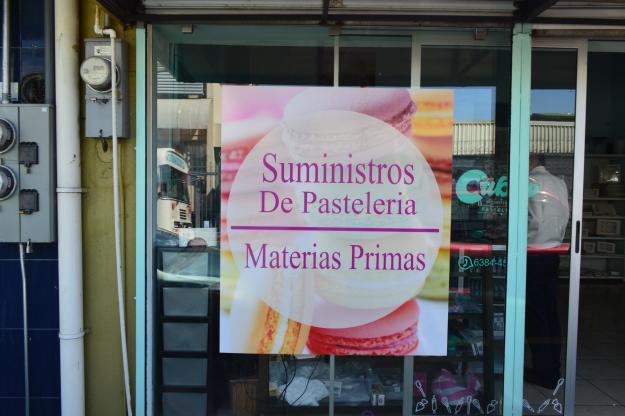 Suministros
De Pasteleria
Materias Primas